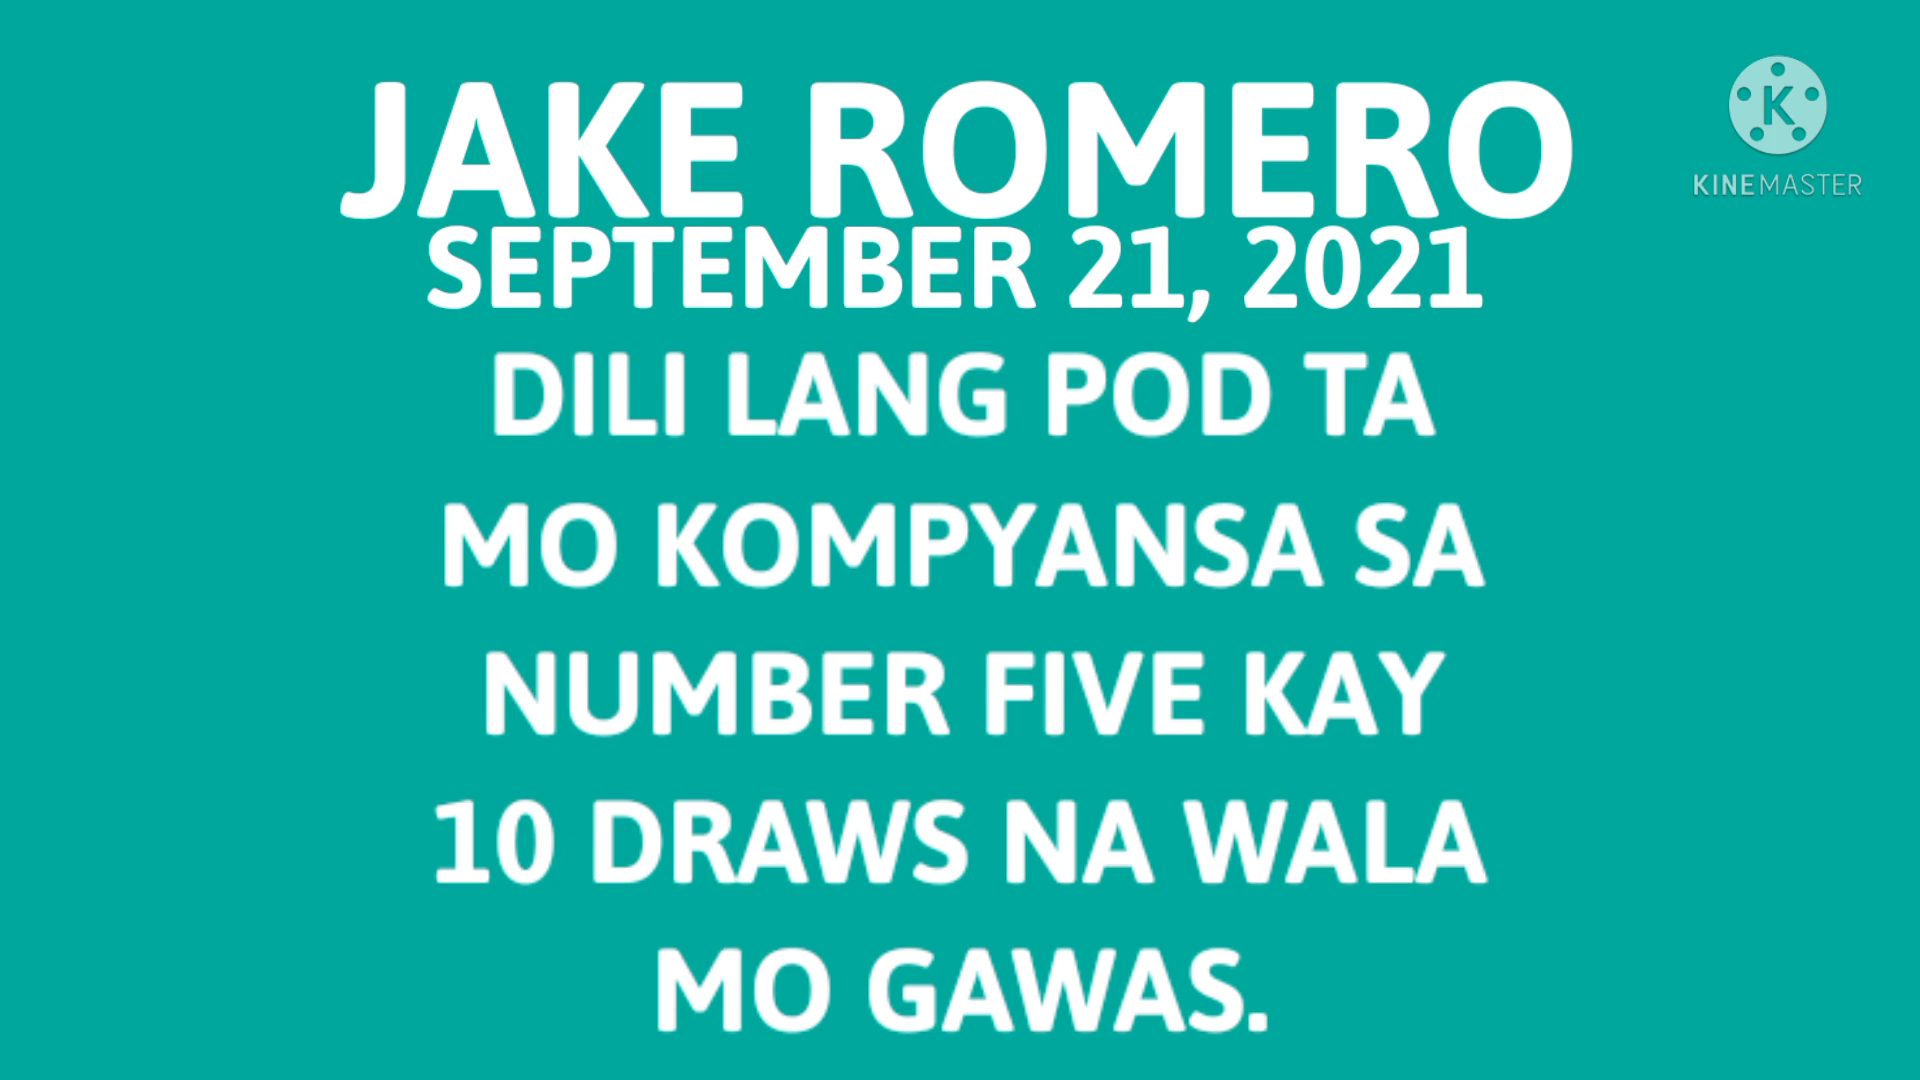 JAKE ROMERO
SEPTEMBER 21, 2021
DILI LANG POD TA
MO KOMPYANSA SA
NUMBER FIVE KAY
10 DRAWS NA WALA
MO GAWAS.
K
KINEMASTER